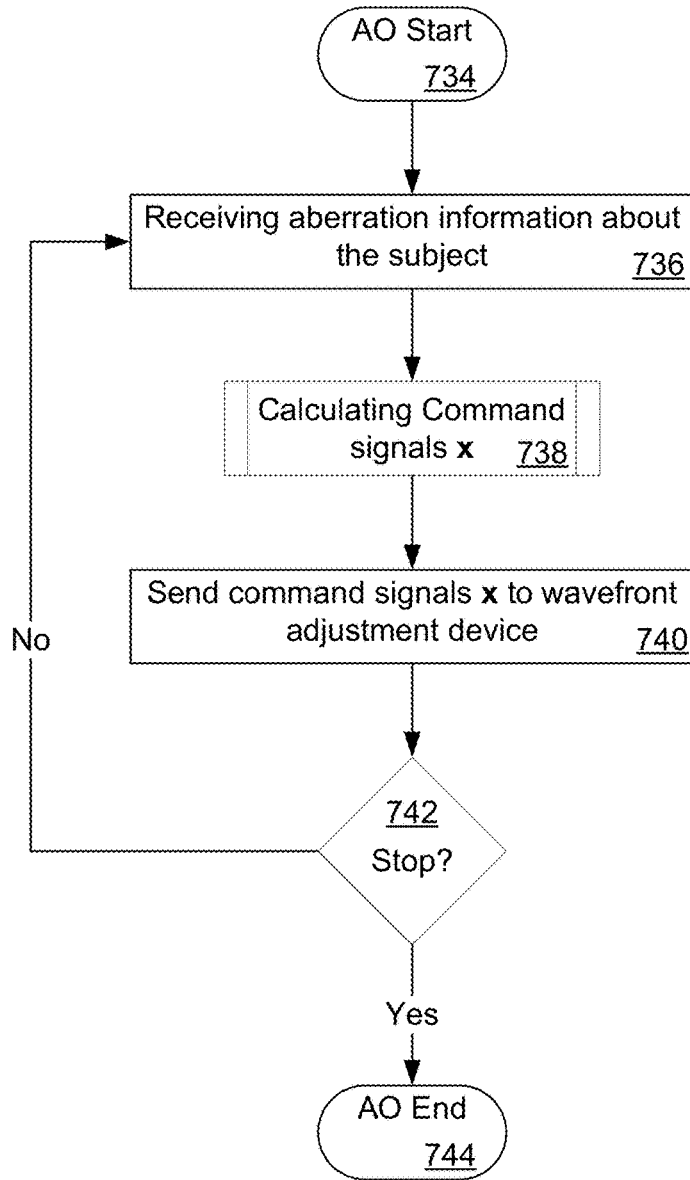 AO Start
734
Receiving aberration information about
the subject
736
Calculating Command
signals x
738
Send command signals x to wavefront
adjustment device
740
No
742
Stop?
Yes
AO End
744